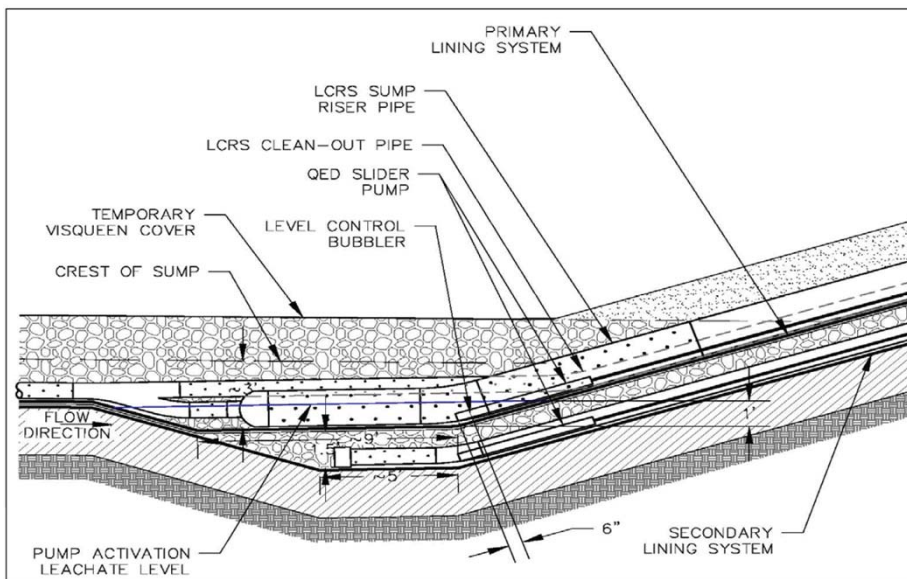 PRIMARY
LINING SYSTEM
LCRS SUMP
RISER PIPE
LCRS CLEAN-OUT PIPE
QED SLIDER
PUMP
TEMPORARY
VISQUEEN COVER
LEVEL CONTROL
BUBBLER
CREST OF SUMP
~3'
1'
FLOW
DIRECTION
~9'
~5'
6"
PUMP ACTIVATION
LEACHATE LEVEL
SECONDARY
LINING SYSTEM